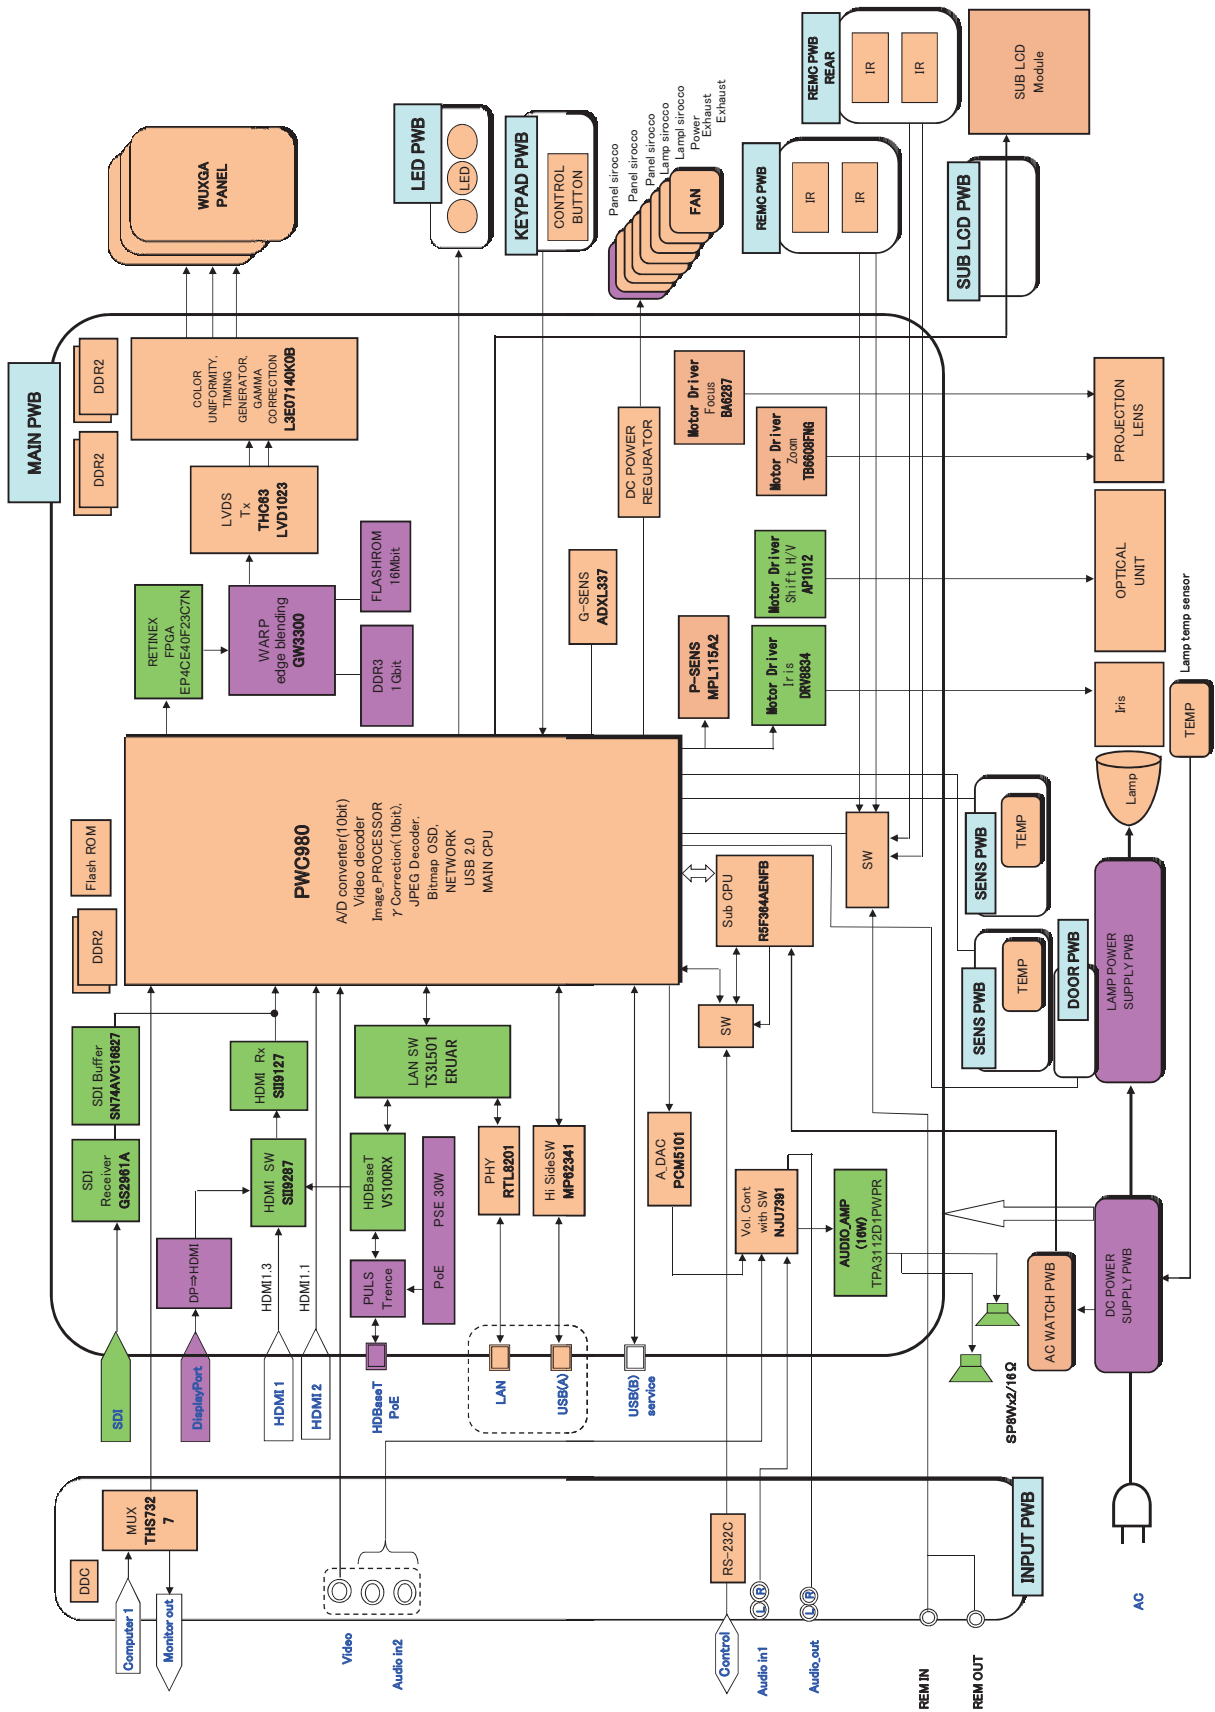 MAIN PWB
WUXGA
PANEL
DDR2
DDR2
COLOR
UNIFORMITY,
TIMING
GENERATOR,
GAMMA
CORRECTION
L3E07140K0B
LVDS
Tx
THC63
LVD1023
RETINEX
FPGA
EP4CE40F23C7N
WARP
edge blending
GW3300
FLASHROM
16Mbit
DDR3
1Gbit
LED PWB
LED
KEYPAD PWB
CONTROL
BUTTON
Panel sirocco
Panel sirocco
Panel sirocco
Lamp sirocco
Lampl sirocco
Power
Exhaust
Exhaust
FAN
REMC PWB
IR
IR
REMC PWB
REAR
IR
IR
SUB LCD PWB
SUB LCD
Module
DC POWER
REGURATOR
G-SENS
ADXL337
P-SENS
MPL115A2
Motor Driver
Focus
BA6287
Motor Driver
Zoom
TB6608FNG
Motor Driver
Shift H/V
AP1012
Motor Driver
Iris
DRV8834
PROJECTION
LENS
OPTICAL
UNIT
Iris
Lamp
Lamp temp sensor
TEMP
Flash ROM
DDR2
PWC980
A/D converter(10bit)
Video decoder
Image_PROCESSOR
γ Correction(10bit),
JPEG Decoder.
Bitmap OSD,
NETWORK
USB 2.0
MAIN CPU
Sub CPU
R5F364AENFB
SW
SW
SENS PWB
TEMP
SENS PWB
TEMP
DOOR PWB
LAMP POWER
SUPPLY PWB
SDI Buffer
SN74AVC16827
SDI
Receiver
GS2961A
HDMI Rx
SII9127
HDMI SW
SII9287
DP⇒HDMI
HDMI1.3
HDMI1.1
LAN SW
TS3L501
ERUAR
HDBaseT
VS100RX
PSE 30W
PoE
PULS
Trence
PHY
RTL8201
Hi SideSW
MP62341
A_DAC
PCM5101
Vol. Cont
with SW
NJU7391
AUDIO_AMP
(16W)
TPA3112D1PWPR
SP8Wx2/16Ω
AC WATCH PWB
DC POWER
SUPPLY PWB
SDI
DisplayPort
HDMI 1
HDMI 2
HDBaseT
PoE
LAN
USB(A)
USB(B)
service
MUX
THS732
7
DDC
Computer 1
Monitor out
Video
Audio in2
RS-232C
Control
L R
Audio in1
L R
Audio_out
REM IN
REM OUT
INPUT PWB
AC